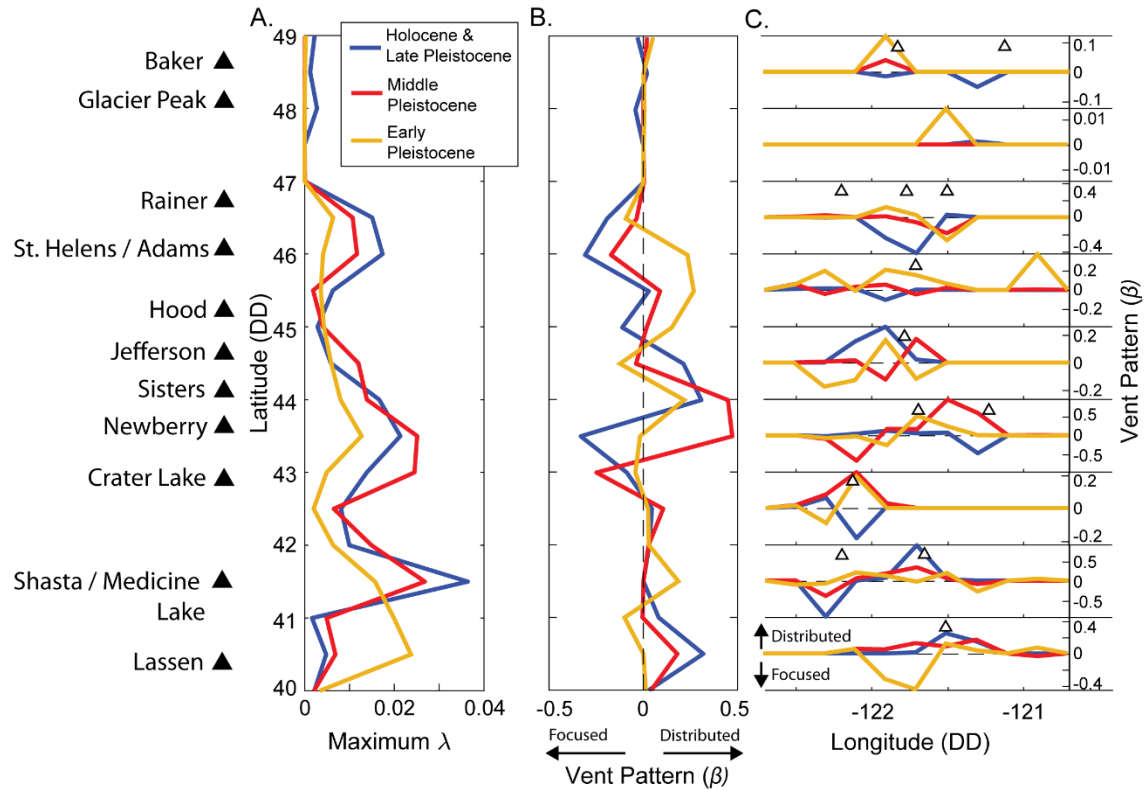 A.
B.
C.
Holocene &
Late Pleistocene
Middle
Pleistocene
Early
Pleistocene
Baker ▲
Glacier Peak ▲
Rainer ▲
St. Helens / Adams ▲
Hood ▲
Jefferson ▲
Sisters ▲
Newberry ▲
Crater Lake ▲
Shasta / Medicine ▲
Lake
Lassen ▲
Latitude (DD)
49
48
47
46
45
44
43
42
41
40
0
0.02
0.04
Maximum λ
-0.5
0
0.5
Focused
Distributed
Vent Pattern (β)
0.1
0
-0.1
0.01
0
-0.01
0.4
0
-0.4
0.2
0
-0.2
0.2
0
-0.2
0.5
0
-0.5
0.2
0
-0.2
0.5
0
-0.5
0.4
0
-0.4
Distributed
Focused
-122
-121
Longitude (DD)
Vent Pattern (β)